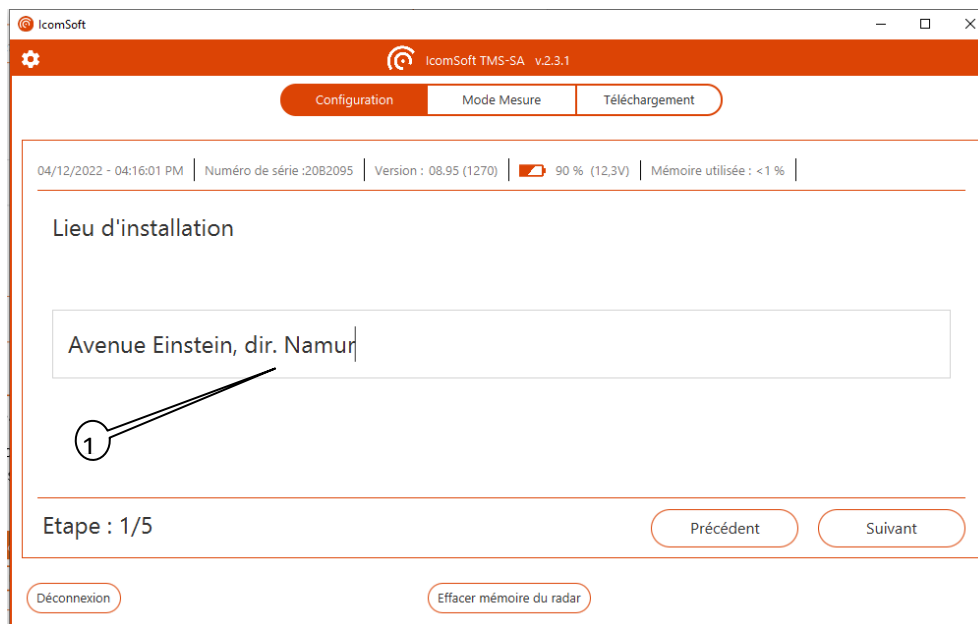 IcomSoft
IcomSoft TMS-SA v.2.3.1
Configuration Mode Mesure Téléchargement
04/12/2022 - 04:16:01 PM Numéro de série :20B2095 Version : 08.95 (1270) 90 % (12,3V) Mémoire utilisée : <1 %
Lieu d'installation
Avenue Einstein, dir. Namur
1
Etape : 1/5 Précédent Suivant
Déconnexion Effacer mémoire du radar